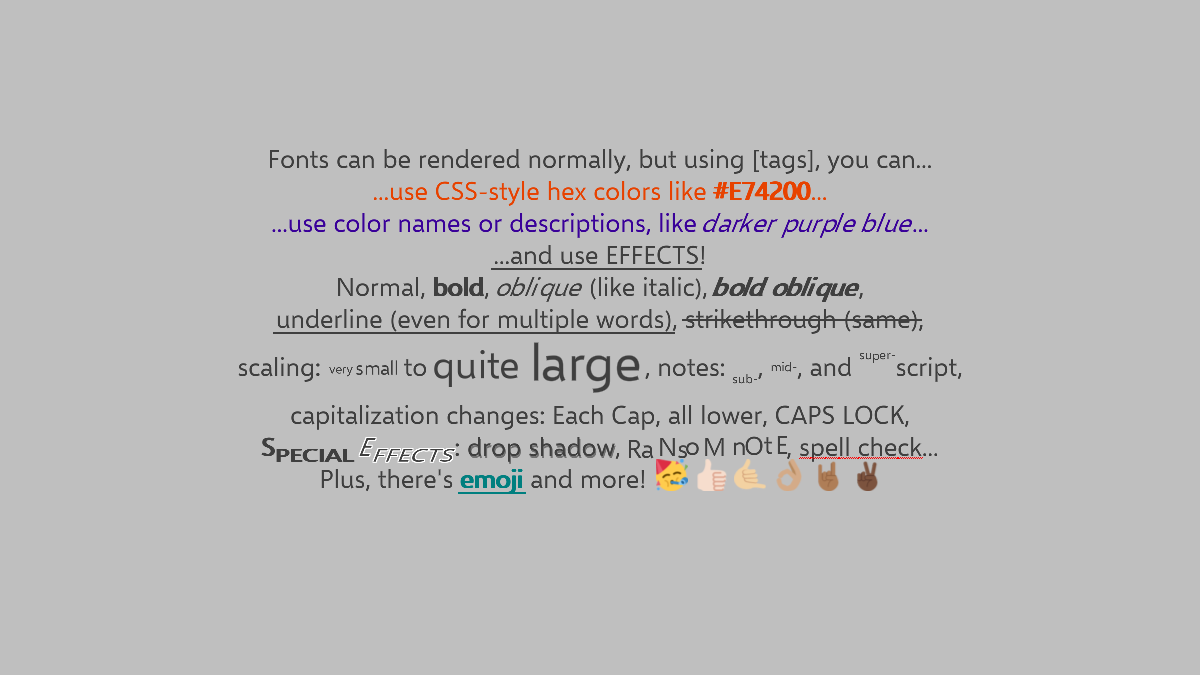 Fonts can be rendered normally, but using [tags], you can...
...use CSS-style hex colors like #E74200...
...use color names or descriptions, like darker purple blue...
...and use EFFECTS!
Normal, bold, oblique (like italic), bold oblique,
underline (even for multiple words), strikethrough (same),
scaling: very small to quite large, notes: sub-, mid-, and super-script,
capitalization changes: Each Cap, all lower, CAPS LOCK,
SPECIAL EFFECTS: drop shadow, RaNsoM nOtE, spell check...
Plus, there's emoji and more! 🥳 👍🏻 🤙🏼 👌🏽 🤘🏾 ✌🏿